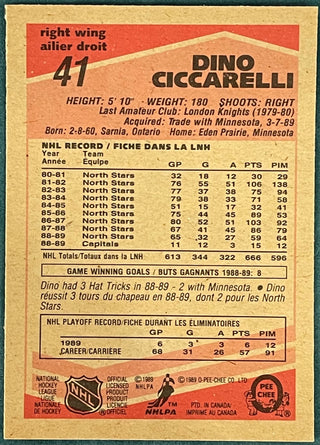 right wing
ailier droit
41
DINO
CICCARELLI
HEIGHT: 5' 10" - WEIGHT: 180 SHOOTS: RIGHT
Last Amateur Club: London Knights (1979-80)
Acquired: Trade with Minnesota, 3-7-89
Born: 2-8-60, Sarnia, Ontario Home: Eden Prairie, Minnesota
NHL RECORD / FICHE DANS LA LNH
Year Team GP G A PTS PIM
Année Équipe
80-81 North Stars 32 18 12 30 29
81-82 North Stars 76 55 51 106 138
82-83 North Stars 77 37 38 75 94
83-84 North Stars 79 38 33 71 58
84-85 North Stars 51 15 17 32 41
85-86 North Stars 75 44 45 89 53
86-87 North Stars 80 52 51 103 92
87-88 North Stars 67 41 45 86 79
88-89 North Stars 65 32 27 59 64
88-89 Capitals 11 12 3 15 12
NHL Totals/Totaux dans la LNH 613 344 322 666 596
GAME WINNING GOALS / BUTS GAGNANTS 1988-89: 8
Dino had 3 Hat Tricks in 88-89 - 2 with Minnesota. • Dino
réussit 3 tours du chapeau en 88-89, dont 2 pour les North
Stars.
NHL PLAYOFF RECORD/FICHE DURANT LES ÉLIMINATOIRES
GP G A PTS PIM
1989 6 3 3 6 12
CAREER/CARRIÈRE 68 31 26 57 91
NATIONAL
HOCKEY
LEAGUE
LIGUE
NATIONALE
DE HOCKEY
NHL
OFFICIAL
LICENSED
PRODUCT
PRODUIT
OFFICIEL
LICENCIÉ
© 1989
NHLPA
© 1989 O-PEE-CHEE CO. LTD.
PTD. IN CANADA
IMPRIMÉ AU CANADA
O
PEE
CHEE